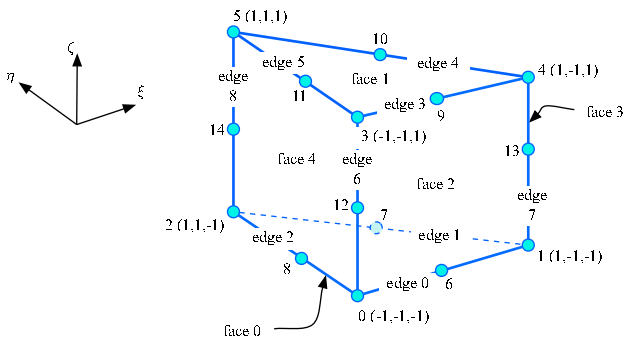 5 (1,1,1)
10
ζ
edge 5
edge 4
4 (1,-1,1)
η
edge
8
face 1
ξ
11
edge 3
9
face 3
14
3 (-1,-1,1)
13
face 4
edge
6
face 2
12
edge
7
7
2 (1,1,-1)
edge 2
edge 1
1 (1,-1,-1)
8
edge 0
6
0 (-1,-1,-1)
face 0